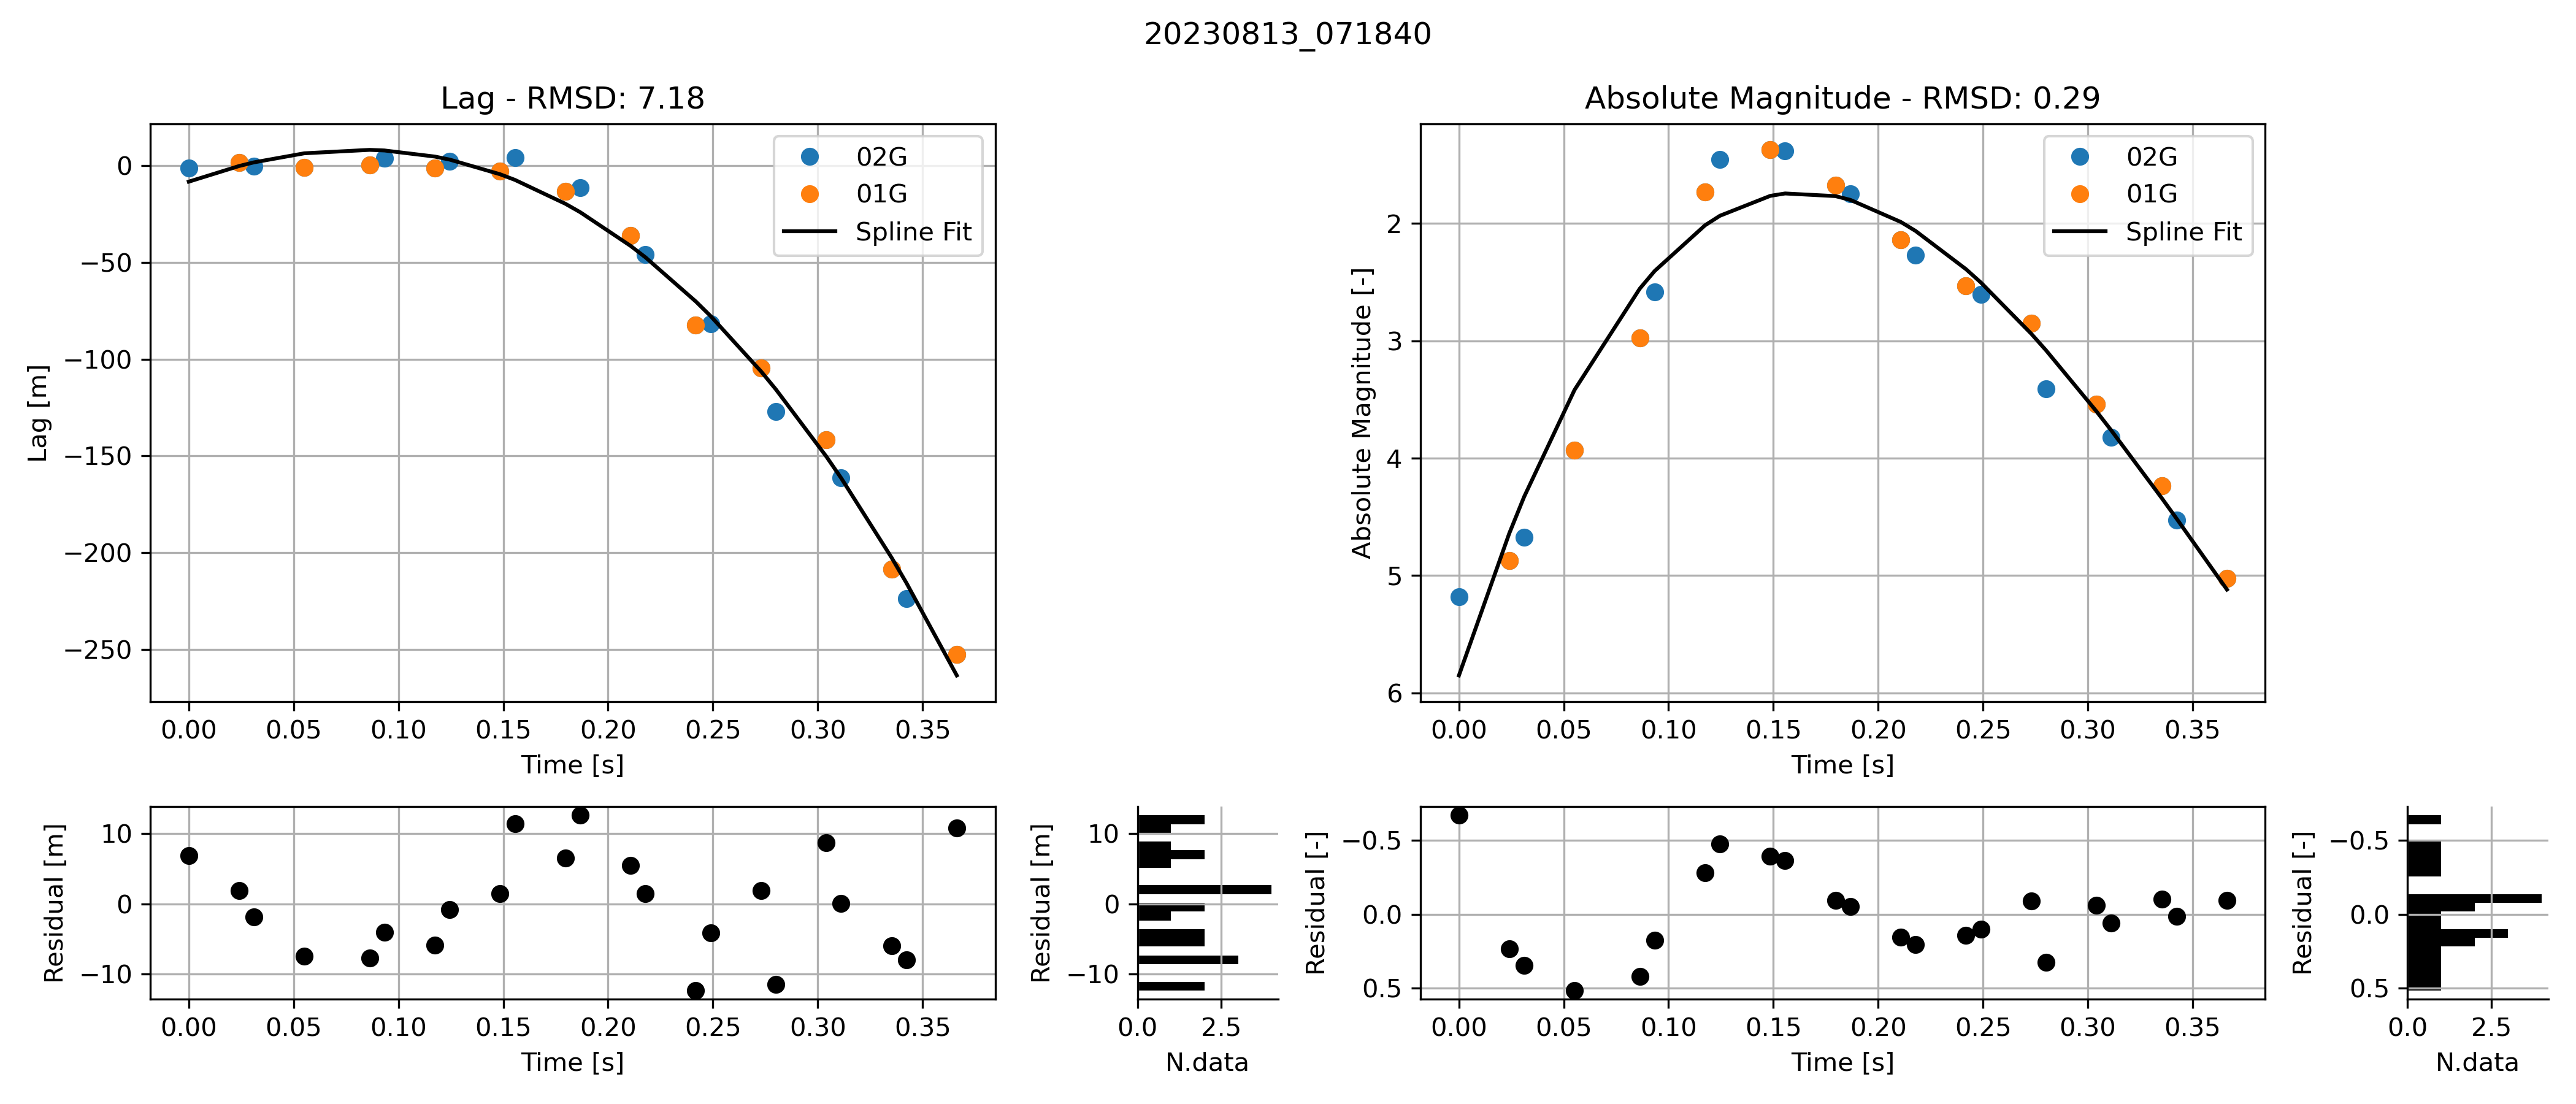 20230813_071840
Lag - RMSD: 7.18
02G
01G
Spline Fit
0
−50
−100
−150
−200
−250
Lag [m]
0.00 0.05 0.10 0.15 0.20 0.25 0.30 0.35
Time [s]
Absolute Magnitude - RMSD: 0.29
02G
01G
Spline Fit
2
3
4
5
6
Absolute Magnitude [-]
0.00 0.05 0.10 0.15 0.20 0.25 0.30 0.35
Time [s]
10
0
−10
Residual [m]
0.00 0.05 0.10 0.15 0.20 0.25 0.30 0.35
Time [s]
10
0
−10
Residual [m]
0.0 2.5
N.data
−0.5
0.0
0.5
Residual [-]
0.00 0.05 0.10 0.15 0.20 0.25 0.30 0.35
Time [s]
−0.5
0.0
0.5
Residual [-]
0.0 2.5
N.data